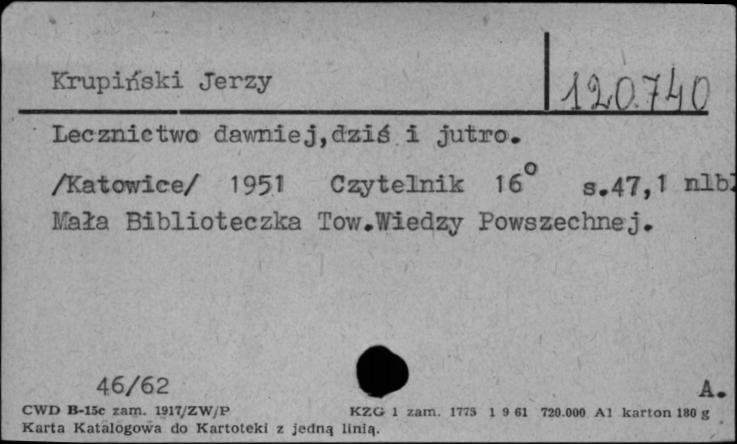 Krupiński Jerzy
120.740
Lecznictwo dawniej,dziś i jutro.
/Katowice/ 1951 Czytelnik 16° s.47,1 nlb
Mała Biblioteczka Tow.Wiedzy Powszechnej.
46/62
A.
CWD B-15c zam. 1917/ZW/P
KZG 1 zam. 1775 1 9 61 720.000 A1 karton 180 g
Karta Katalogowa do Kartoteki z jedną linią.